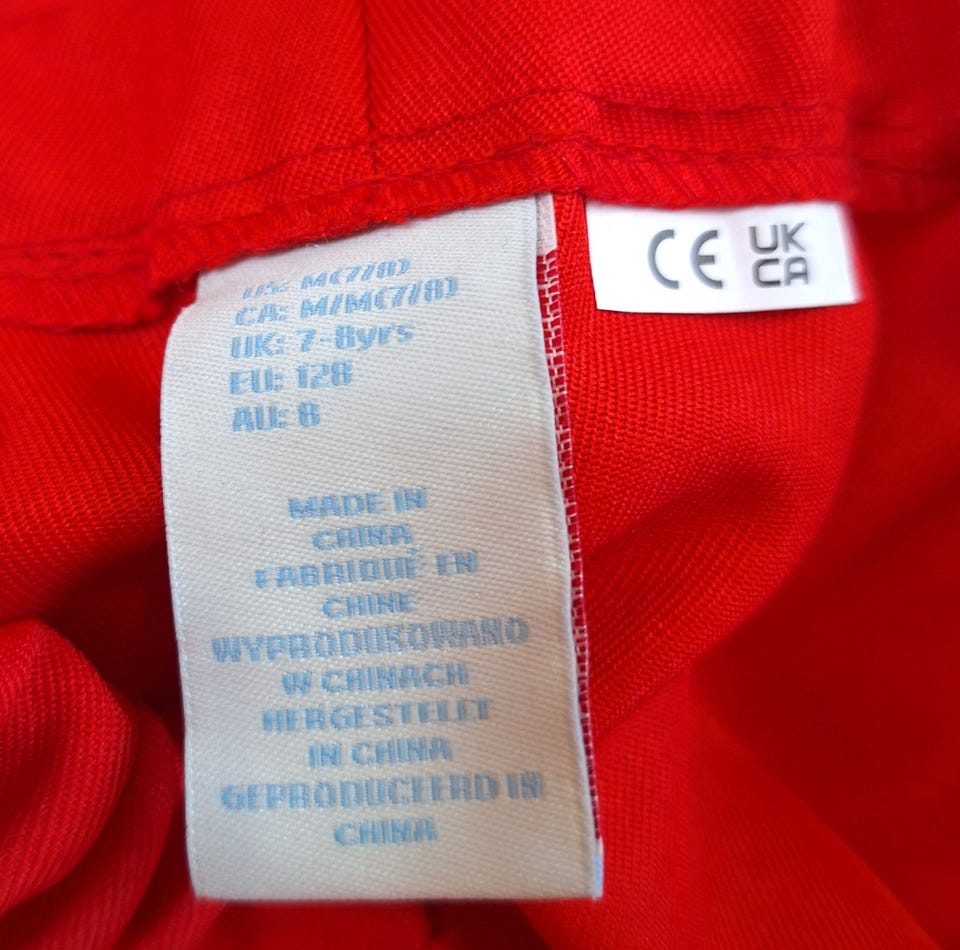 US: M(7/8)
CA: M/M(7/8)
UK: 7-8yrs
EU: 128
AU: 8
MADE IN
CHINA
FABRIQUÉ EN
CHINE
WYPRODUKOWANO
W CHINACH
HERGESTELLT
IN CHINA
GEPRODUCEERD IN
CHINA
CE UK
CA